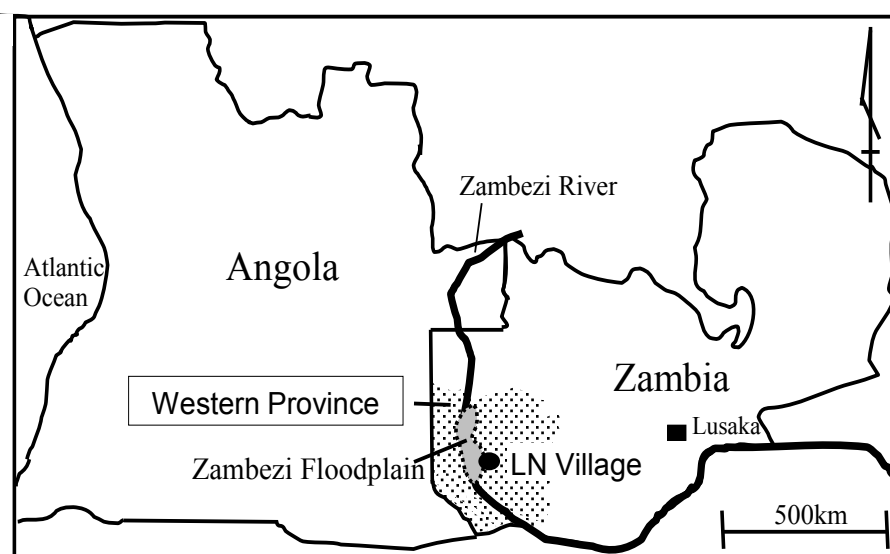 Zambezi River
Atlantic
Ocean
Angola
Zambia
Western Province
Lusaka
Zambezi Floodplain
LN Village
500km